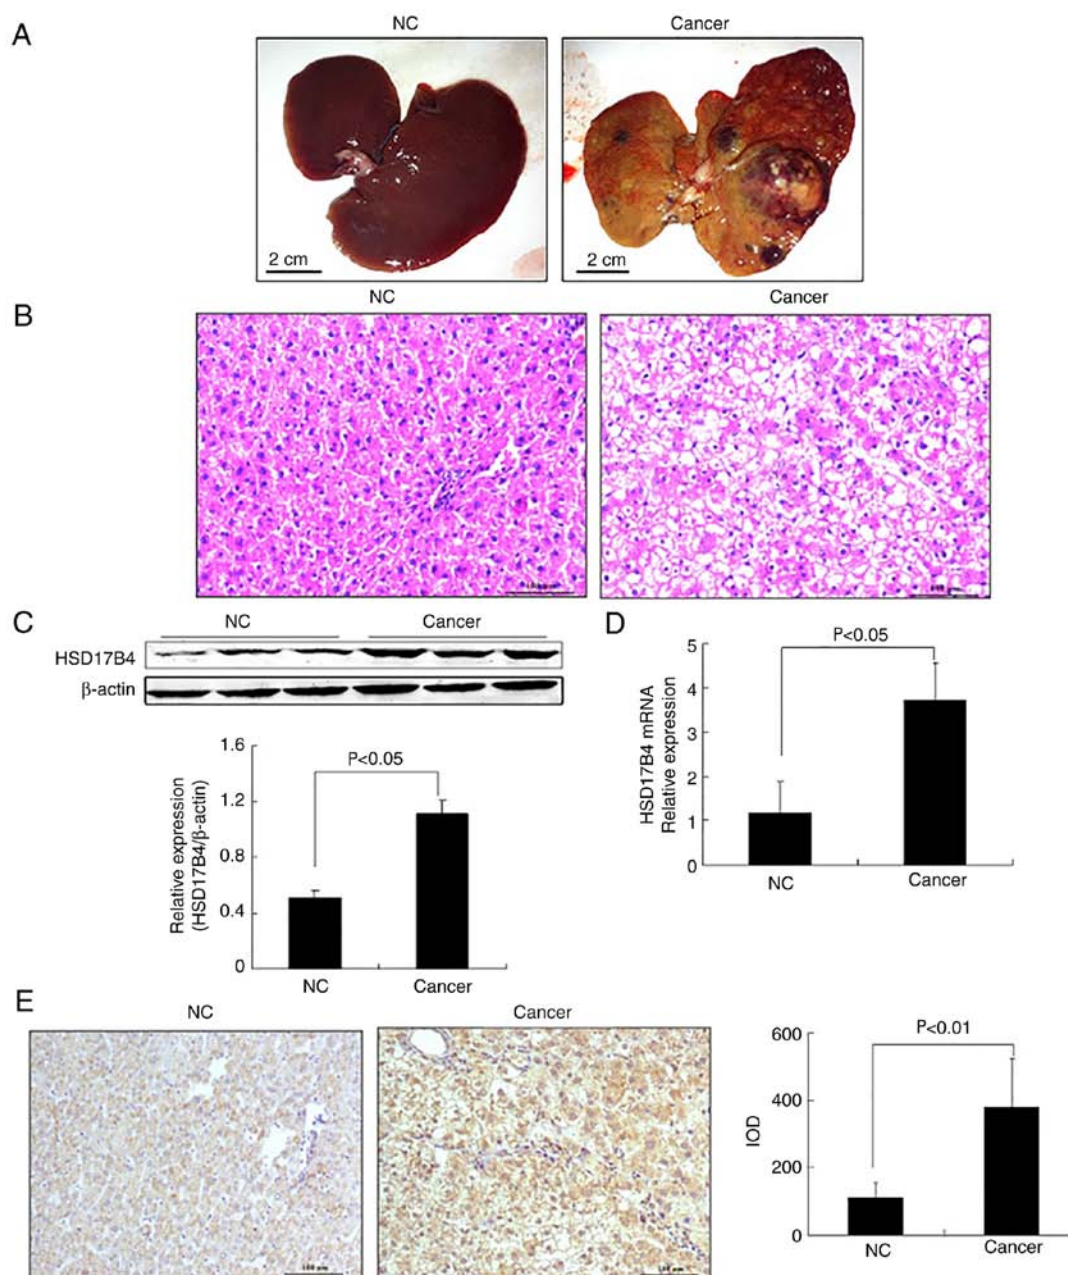 A
NC
Cancer
2 cm
2 cm
B
NC
Cancer
C
NC
Cancer
HSD17B4
β-actin
Relative expression
(HSD17B4/β-actin)
1.6
1.2
0.8
0.4
0
P<0.05
NC
Cancer
D
HSD17B4 mRNA
Relative expression
5
4
3
2
1
0
P<0.05
NC
Cancer
E
NC
Cancer
100 μm
IOD
600
400
200
0
P<0.01
NC
Cancer